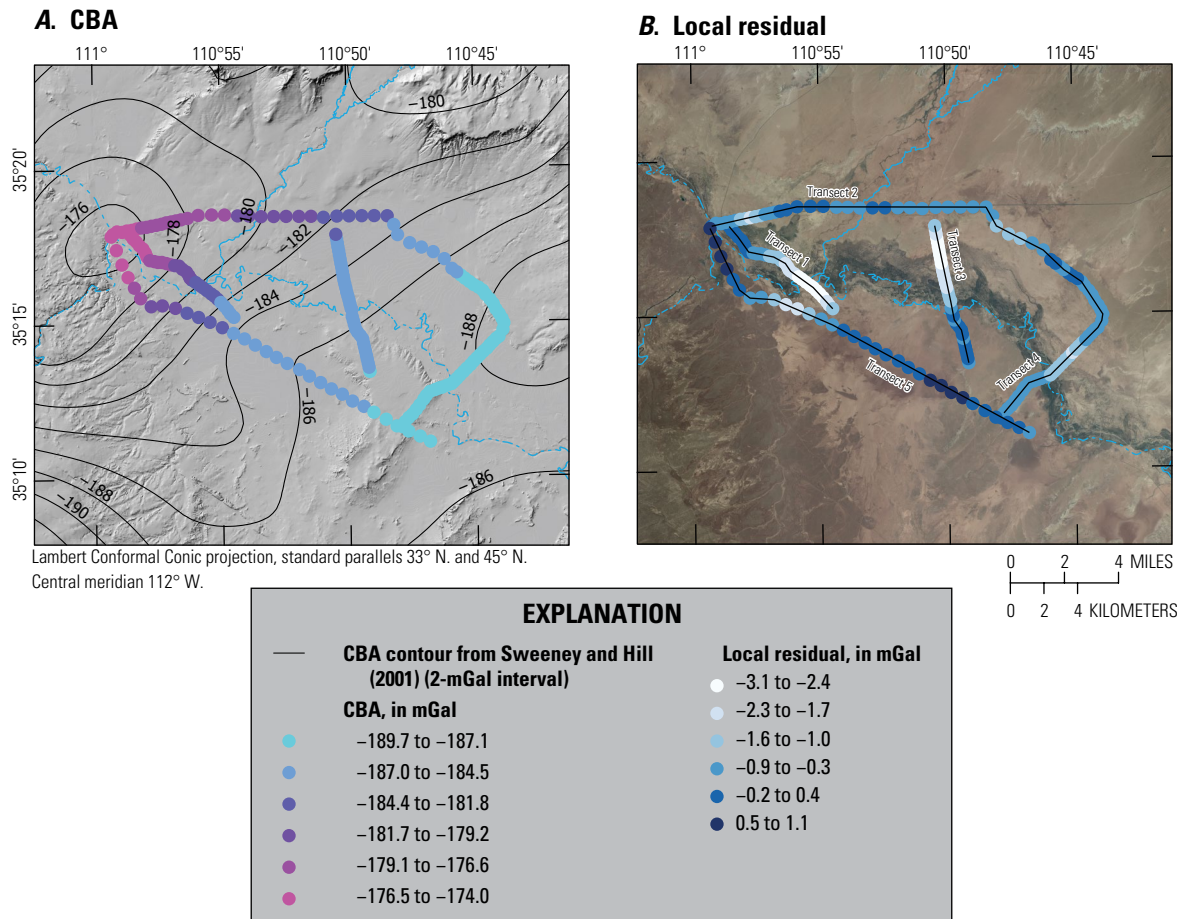 A. CBA
111°
110°55'
110°50'
110°45'
35°20'
35°15'
35°10'
−180
−176
−178
−180
−182
−184
−188
−186
−188
−190
−186
Lambert Conformal Conic projection, standard parallels 33° N. and 45° N.
Central meridian 112° W.
B. Local residual
111°
110°55'
110°50'
110°45'
35°20'
35°15'
35°10'
Transect 2
Transect 1
Transect 3
Transect 4
Transect 5
0 2 4 MILES
0 2 4 KILOMETERS
EXPLANATION
CBA contour from Sweeney and Hill
(2001) (2-mGal interval)
CBA, in mGal
−189.7 to −187.1
−187.0 to −184.5
−184.4 to −181.8
−181.7 to −179.2
−179.1 to −176.6
−176.5 to −174.0
Local residual, in mGal
−3.1 to −2.4
−2.3 to −1.7
−1.6 to −1.0
−0.9 to −0.3
−0.2 to 0.4
0.5 to 1.1